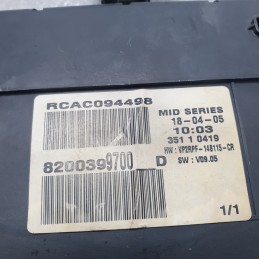 RCAC094498
MID SERIES
18-04-05
10:03
351 1 0419
HW : VP2RPF-14B115-CR
SW : V09.05
8200399700 D
1/1